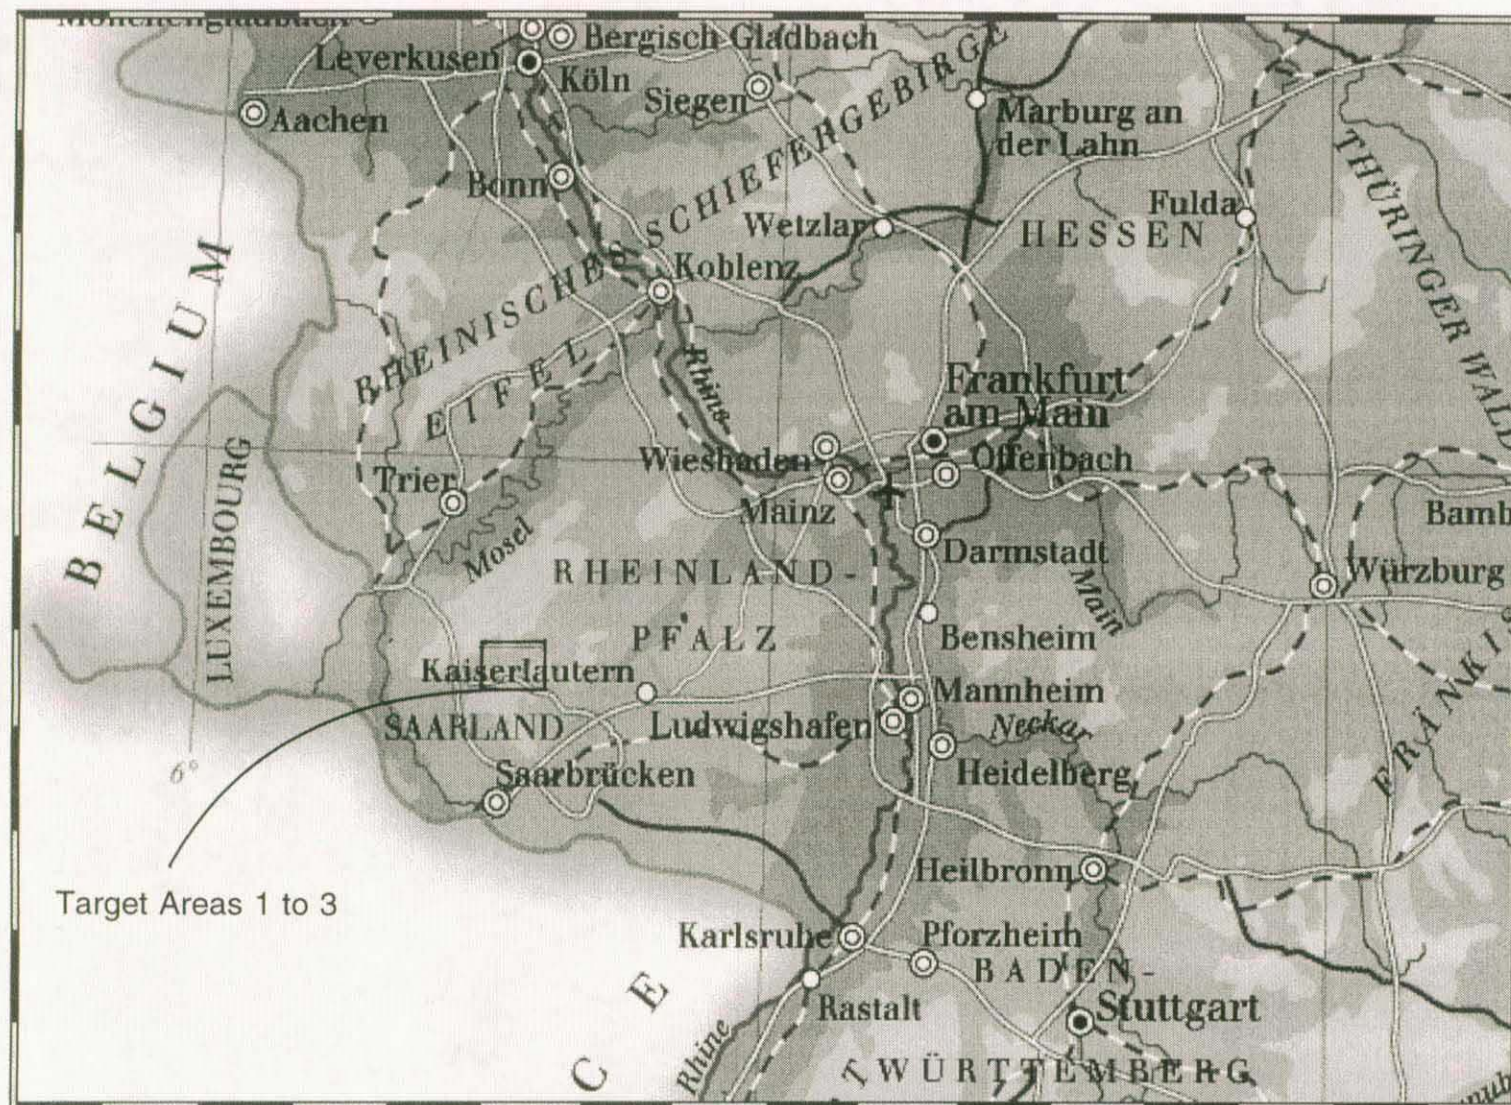 Bergisch Gladbach
Leverkusen
Köln
Siegen
Aachen
Marburg an
der Lahn
Bonn
RHEINISCHES SCHIEFERGEBIRGE
THÜRINGER WALD
Fulda
Wetzlar
HESSEN
Koblenz
BELGIUM
EIFEL
Rhine
Frankfurt
am Main
LUXEMBOURG
Wiesbaden
Offenbach
Trier
Mainz
Bamb
Mosel
Darmstadt
RHEINLAND-
PFALZ
Main
Würzburg
Bensheim
Kaiserlautern
Mannheim
SAARLAND
Ludwigshafen
Neckar
FRÄNKIS
6°
Saarbrücken
Heidelberg
Heilbronn
Target Areas 1 to 3
Karlsruhe
Pforzheim
BADEN-
Rastalt
Stuttgart
C E
Rhine
WÜRTTEMBERG